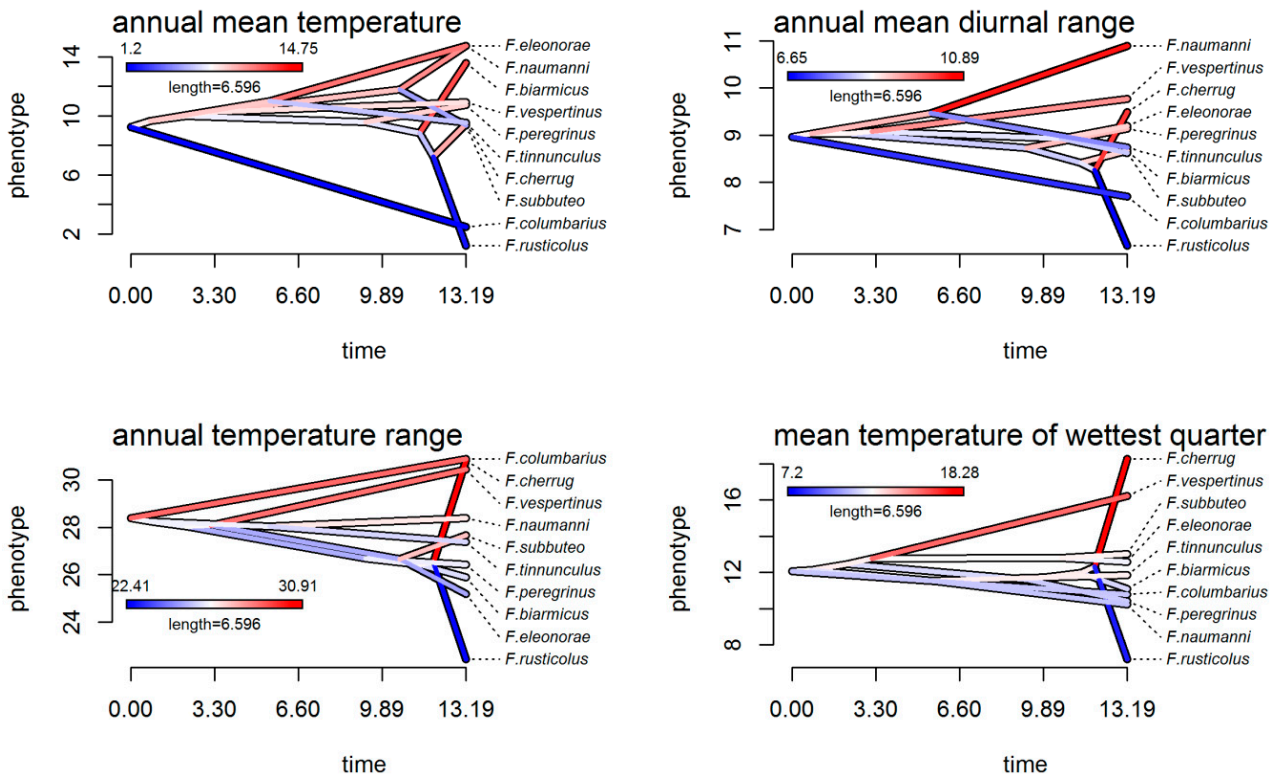 annual mean temperature
1.2 14.75
length=6.596
phenotype
14
10
6
2
F.eleonorae
F.naumanni
F.biarmicus
F.vespertinus
F.peregrinus
F.tinnunculus
F.cherrug
F.subbuteo
F.columbarius
F.rusticolus
0.00 3.30 6.60 9.89 13.19
time
annual mean diurnal range
6.65 10.89
length=6.596
phenotype
11
10
9
8
7
F.naumanni
F.vespertinus
F.cherrug
F.eleonorae
F.peregrinus
F.tinnunculus
F.biarmicus
F.subbuteo
F.columbarius
F.rusticolus
0.00 3.30 6.60 9.89 13.19
time
annual temperature range
22.41 30.91
length=6.596
phenotype
30
28
26
24
F.columbarius
F.cherrug
F.vespertinus
F.naumanni
F.subbuteo
F.tinnunculus
F.peregrinus
F.biarmicus
F.eleonorae
F.rusticolus
0.00 3.30 6.60 9.89 13.19
time
mean temperature of wettest quarter
7.2 18.28
length=6.596
phenotype
16
12
8
F.cherrug
F.vespertinus
F.subbuteo
F.eleonorae
F.tinnunculus
F.biarmicus
F.columbarius
F.peregrinus
F.naumanni
F.rusticolus
0.00 3.30 6.60 9.89 13.19
time